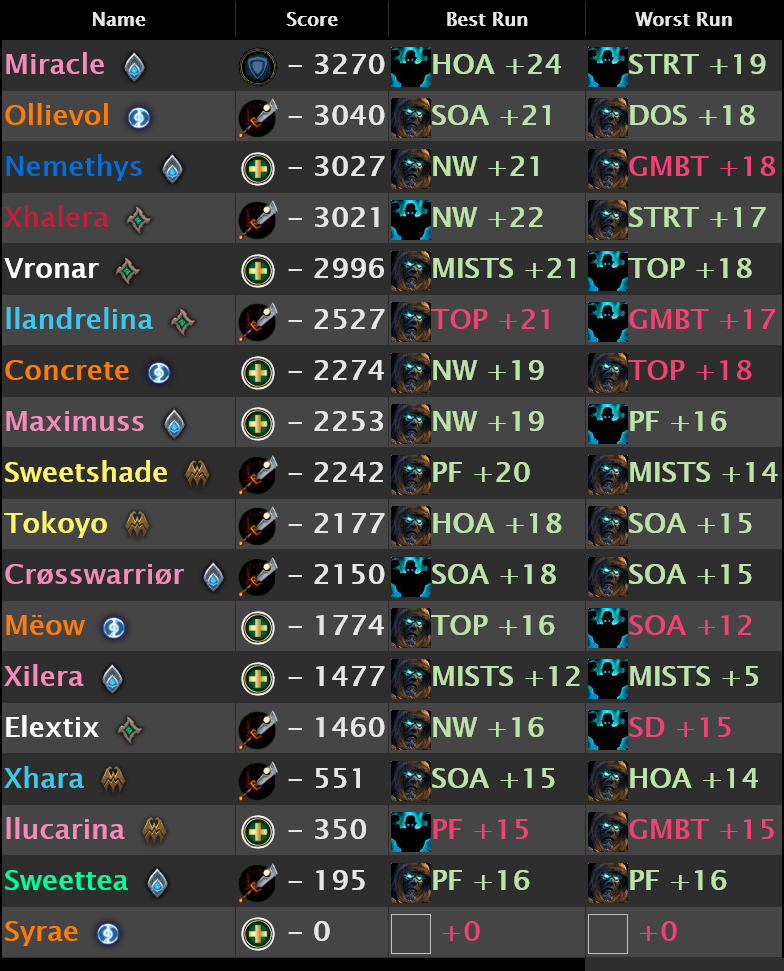 Name Score Best Run Worst Run
Miracle – 3270 HOA +24 STRT +19
Ollievol – 3040 SOA +21 DOS +18
Nemethys – 3027 NW +21 GMBT +18
Xhalera – 3021 NW +22 STRT +17
Vronar – 2996 MISTS +21 TOP +18
llandrelina – 2527 TOP +21 GMBT +17
Concrete – 2274 NW +19 TOP +18
Maximuss – 2253 NW +19 PF +16
Sweetshade – 2242 PF +20 MISTS +14
Tokoyo – 2177 HOA +18 SOA +15
Crøsswarriør – 2150 SOA +18 SOA +15
Mëow – 1774 TOP +16 SOA +12
Xilera – 1477 MISTS +12 MISTS +5
Elextix – 1460 NW +16 SD +15
Xhara – 551 SOA +15 HOA +14
llucarina – 350 PF +15 GMBT +15
Sweettea – 195 PF +16 PF +16
Syrae – 0 +0 +0